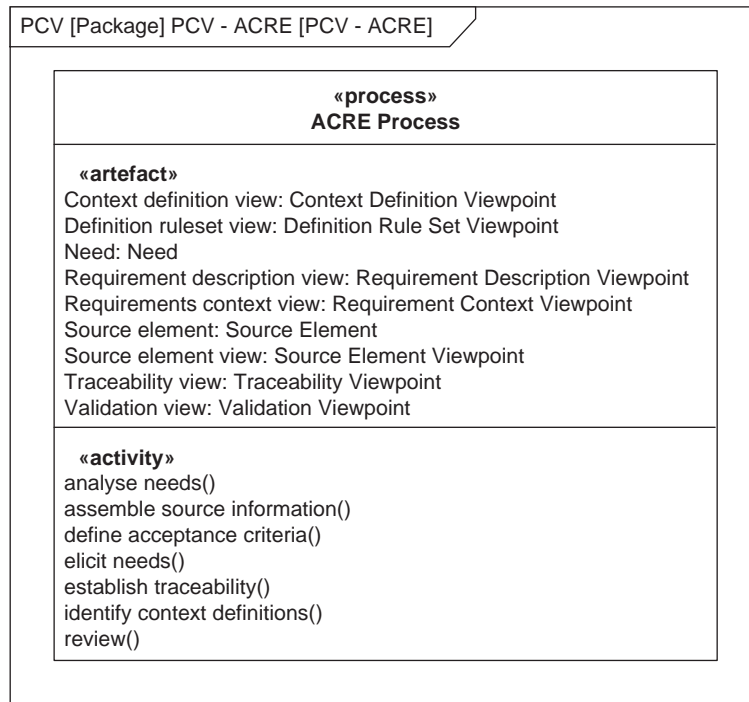 PCV [Package] PCV - ACRE [PCV - ACRE]
«process»
ACRE Process
«artefact»
Context definition view: Context Definition Viewpoint
Definition ruleset view: Definition Rule Set Viewpoint
Need: Need
Requirement description view: Requirement Description Viewpoint
Requirements context view: Requirement Context Viewpoint
Source element: Source Element
Source element view: Source Element Viewpoint
Traceability view: Traceability Viewpoint
Validation view: Validation Viewpoint
«activity»
analyse needs()
assemble source information()
define acceptance criteria()
elicit needs()
establish traceability()
identify context definitions()
review()